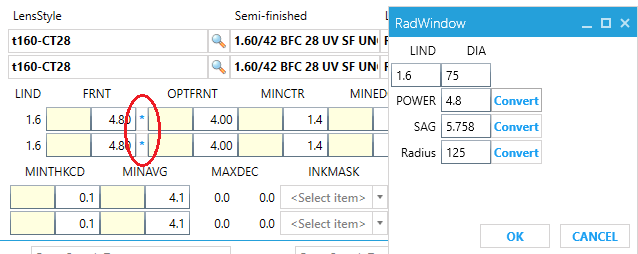 LensStyle Semi-finished
t160-CT28 1.60/42 BFC 28 UV SF UN
t160-CT28 1.60/42 BFC 28 UV SF UN
LIND FRNT OPTFRNT MINCTR MINED
1.6 4.80 * 4.00 1.4
1.6 4.80 * 4.00 1.4
MINTHKCD MINAVG MAXDEC INKMASK
0.1 4.1 0.0 0.0 <Select item>
0.1 4.1 0.0 0.0 <Select item>
RadWindow
LIND DIA
1.6 75
POWER 4.8 Convert
SAG 5.758 Convert
Radius 125 Convert
OK CANCEL